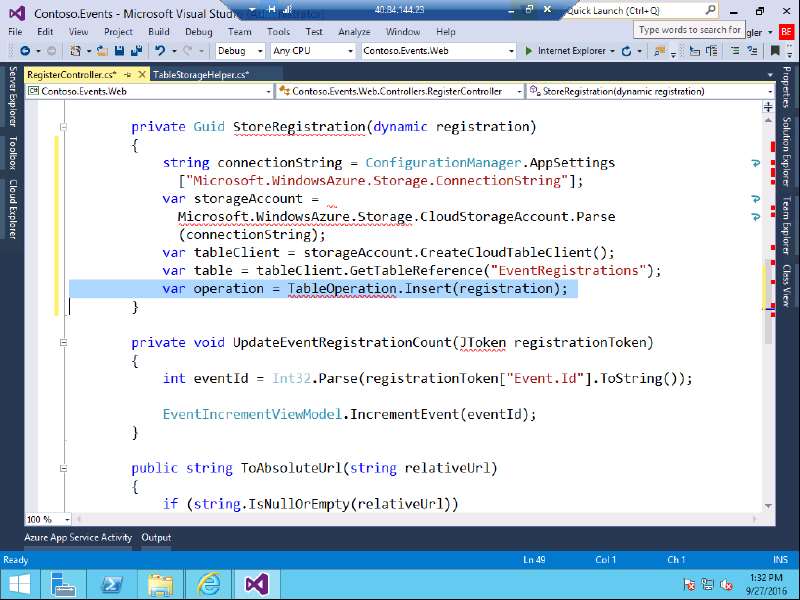 Contoso.Events - Microsoft Visual Stu
40.84.144.23
Quick Launch (Ctrl+Q)
File Edit View Project Build Debug Team Tools Test Analyze Window Help
Type words to search for
BE
Debug Any CPU Contoso.Events.Web Internet Explorer
RegisterController.cs* TableStorageHelper.cs*
Contoso.Events.Web Contoso.Events.Web.Controllers.RegisterController StoreRegistration(dynamic registration)
Server Explorer
Toolbox
Cloud Explorer
private Guid StoreRegistration(dynamic registration)
{
string connectionString = ConfigurationManager.AppSettings
["Microsoft.WindowsAzure.Storage.ConnectionString"];
var storageAccount =
Microsoft.WindowsAzure.Storage.CloudStorageAccount.Parse
(connectionString);
var tableClient = storageAccount.CreateCloudTableClient();
var table = tableClient.GetTableReference("EventRegistrations");
var operation = TableOperation.Insert(registration);
}
private void UpdateEventRegistrationCount(JToken registrationToken)
{
int eventId = Int32.Parse(registrationToken["Event.Id"].ToString());
EventIncrementViewModel.IncrementEvent(eventId);
}
public string ToAbsoluteUrl(string relativeUrl)
{
if (string.IsNullOrEmpty(relativeUrl))
Properties
Solution Explorer
Team Explorer
Class View
100 %
Azure App Service Activity Output
Ready Ln 49 Col 1 Ch 1 INS
1:32 PM
9/27/2016